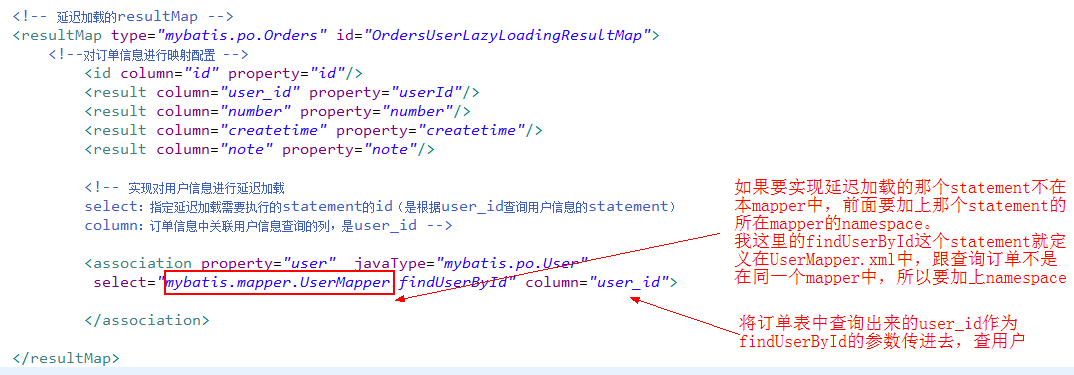 <!-- 延迟加载的resultMap -->
<resultMap type="mybatis.po.Orders" id="OrdersUserLazyLoadingResultMap">
<!--对订单信息进行映射配置 -->
<id column="id" property="id"/>
<result column="user_id" property="userId"/>
<result column="number" property="number"/>
<result column="createtime" property="createtime"/>
<result column="note" property="note"/>
<!-- 实现对用户信息进行延迟加载
select：指定延迟加载需要执行的statement的id（是根据user_id查询用户信息的statement）
column：订单信息中关联用户信息查询的列，是user_id -->
<association property="user" javaType="mybatis.po.User"
select="mybatis.mapper.UserMapper.findUserById" column="user_id">
</association>
</resultMap>
如果要实现延迟加载的那个statement不在
本mapper中，前面要加上那个statement的
所在mapper的namespace。
我这里的findUserById这个statement就定
义在UserMapper.xml中，跟查询订单不是
在同一个mapper中，所以要加上namespace
将订单表中查询出来的user_id作为
findUserById的参数传进去，查用户